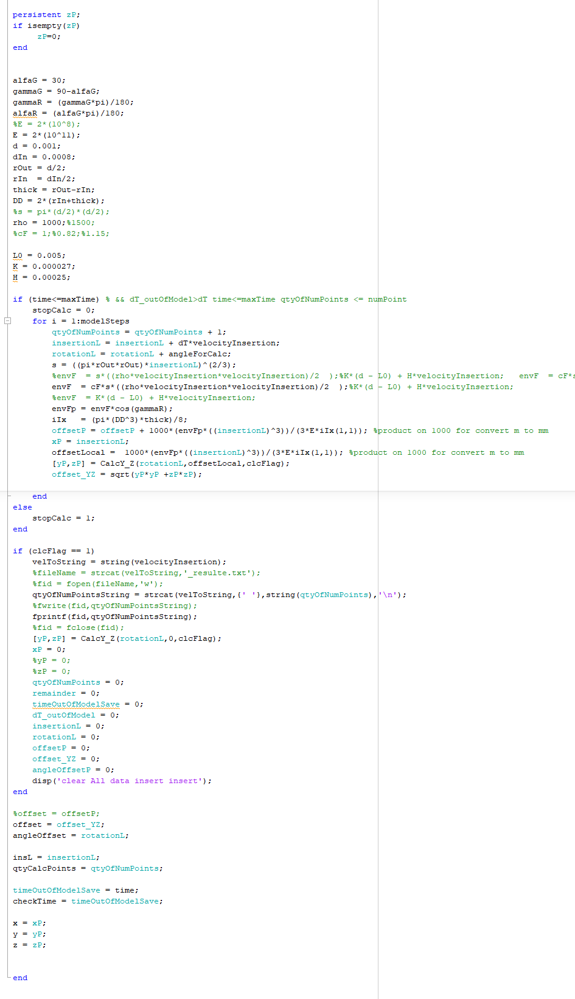 persistent zP;
if isempty(zP)
zP=0;
end
alfaG = 30;
gammaG = 90-alfaG;
gammaR = (gammaG*pi)/180;
alfaR = (alfaG*pi)/180;
%E = 2*(10^8);
E = 2*(10^11);
d = 0.001;
dIn = 0.0008;
rOut = d/2;
rIn  = dIn/2;
thick = rOut-rIn;
DD = 2*(rIn+thick);
%s = pi*(d/2)*(d/2);
rho = 1000;%1500;
%cF = 1;%0.82;%1.15;
L0 = 0.005;
K = 0.000027;
H = 0.00025;
if (time<=maxTime) % && dT_outOfModel>dT time<=maxTime qtyOfNumPoints <= numPoint
stopCalc = 0;
for i = 1:modelSteps
qtyOfNumPoints = qtyOfNumPoints + 1;
insertionL = insertionL + dT*velocityInsertion;
rotationL = rotationL + angleForCalc;
s = ((pi*rOut*rOut)*insertionL)^(2/3);
%envF  = s*((rho*velocityInsertion*velocityInsertion)/2  );%K*(d - L0) + H*velocityInsertion;   envF  = cF*s
envF  = cF*s*((rho*velocityInsertion*velocityInsertion)/2  );%K*(d - L0) + H*velocityInsertion;
%envF  = K*(d - L0) + H*velocityInsertion;
envFp = envF*cos(gammaR);
iIx   = (pi*(DD^3)*thick)/8;
offsetP = offsetP + 1000*(envFp*((insertionL)^3))/(3*E*iIx(1,1)); %product on 1000 for convert m to mm
xP = insertionL;
offsetLocal =  1000*(envFp*((insertionL)^3))/(3*E*iIx(1,1)); %product on 1000 for convert m to mm
[yP,zP] = CalcY_Z(rotationL,offsetLocal,clcFlag);
offset_YZ = sqrt(yP*yP +zP*zP);
end
else
stopCalc = 1;
end
if (clcFlag == 1)
velToString = string(velocityInsertion);
%fileName = strcat(velToString,'_resulte.txt');
%fid = fopen(fileName,'w');
qtyOfNumPointsString = strcat(velToString,{' '},string(qtyOfNumPoints),'\n');
%fwrite(fid,qtyOfNumPointsString);
fprintf(fid,qtyOfNumPointsString);
%fid = fclose(fid);
[yP,zP] = CalcY_Z(rotationL,0,clcFlag);
xP = 0;
%yP = 0;
%zP = 0;
qtyOfNumPoints = 0;
remainder = 0;
timeOutOfModelSave = 0;
dT_outOfModel = 0;
insertionL = 0;
rotationL = 0;
offsetP = 0;
offset_YZ = 0;
angleOffsetP = 0;
disp('clear All data insert insert');
end
%offset = offsetP;
offset = offset_YZ;
angleOffset = rotationL;
insL = insertionL;
qtyCalcPoints = qtyOfNumPoints;
timeOutOfModelSave = time;
checkTime = timeOutOfModelSave;
x = xP;
y = yP;
z = zP;
end